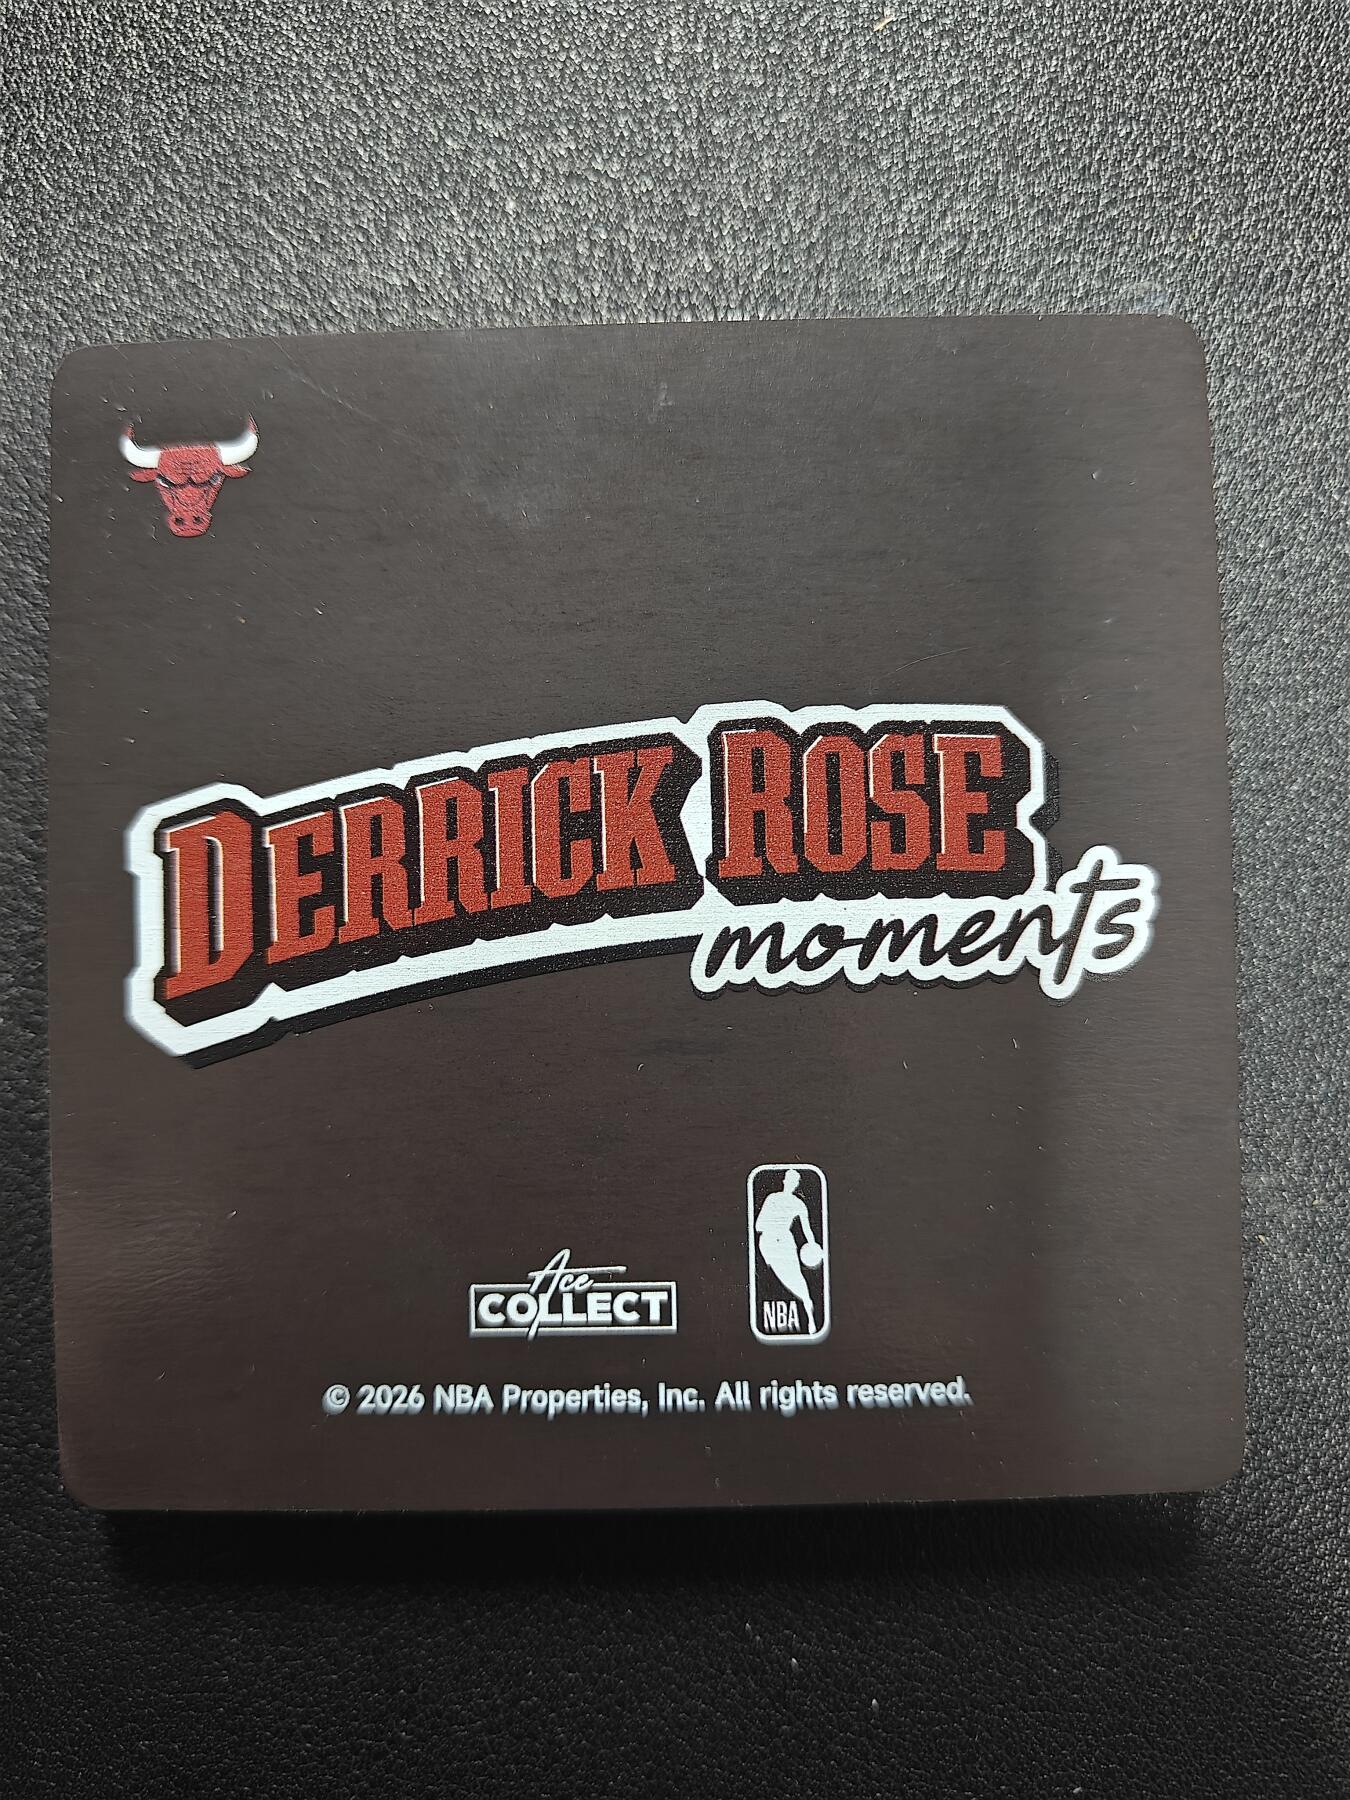 DERRICK ROSE
moments
Ace
COLLECT
NBA
© 2026 NBA Properties, Inc. All rights reserved.